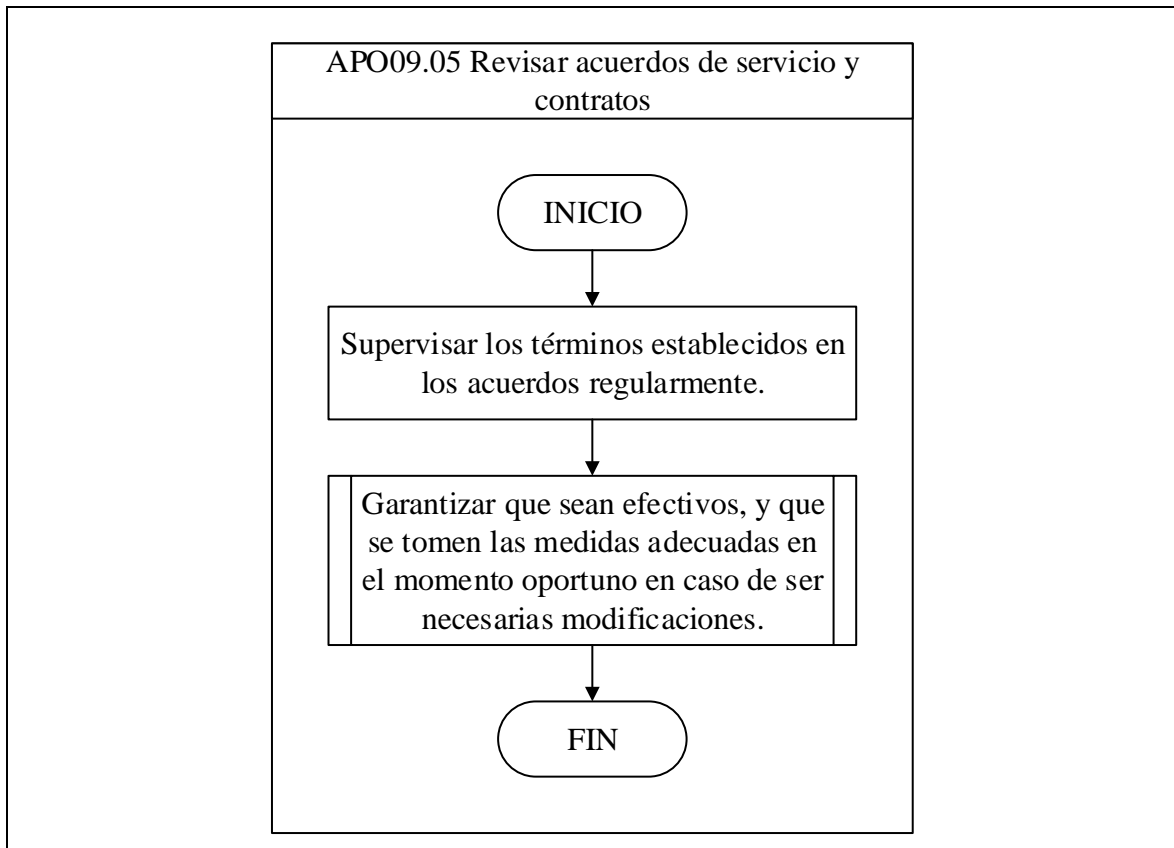 APO09.05 Revisar acuerdos de servicio y
contratos
INICIO
Supervisar los términos establecidos en
los acuerdos regularmente.
Garantizar que sean efectivos, y que
se tomen las medidas adecuadas en
el momento oportuno en caso de ser
necesarias modificaciones.
FIN